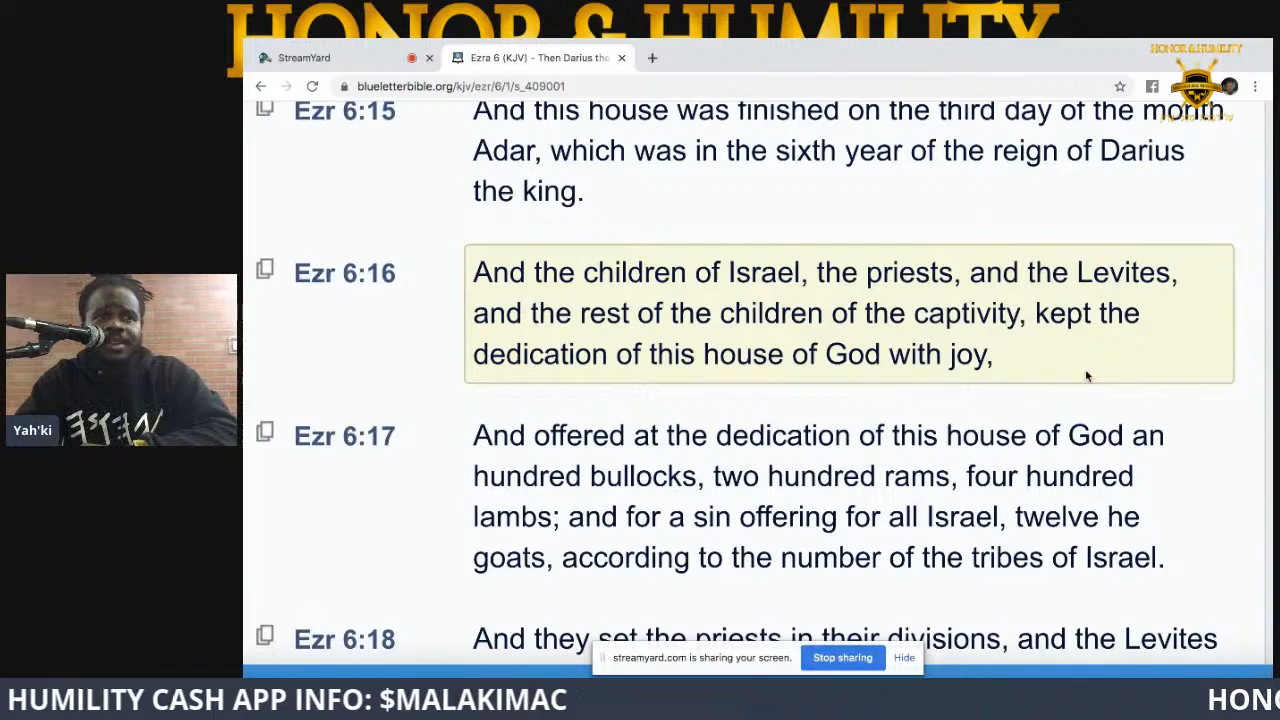 HONOR & HUMILITY
StreamYard
Ezra 6 (KJV) - Then Darius the
HONOR & HUMILITY
blueletterbible.org/kjv/ezr/6/1/s_409001
Ezr 6:15
And this house was finished on the third day of the month
Adar, which was in the sixth year of the reign of Darius
the king.
Ezr 6:16
And the children of Israel, the priests, and the Levites,
and the rest of the children of the captivity, kept the
dedication of this house of God with joy,
Yah'ki
Ezr 6:17
And offered at the dedication of this house of God an
hundred bullocks, two hundred rams, four hundred
lambs; and for a sin offering for all Israel, twelve he
goats, according to the number of the tribes of Israel.
Ezr 6:18
And they set the priests in their divisions, and the Levites
streamyard.com is sharing your screen.
Stop sharing
Hide
HUMILITY CASH APP INFO: $MALAKIMAC
HONO